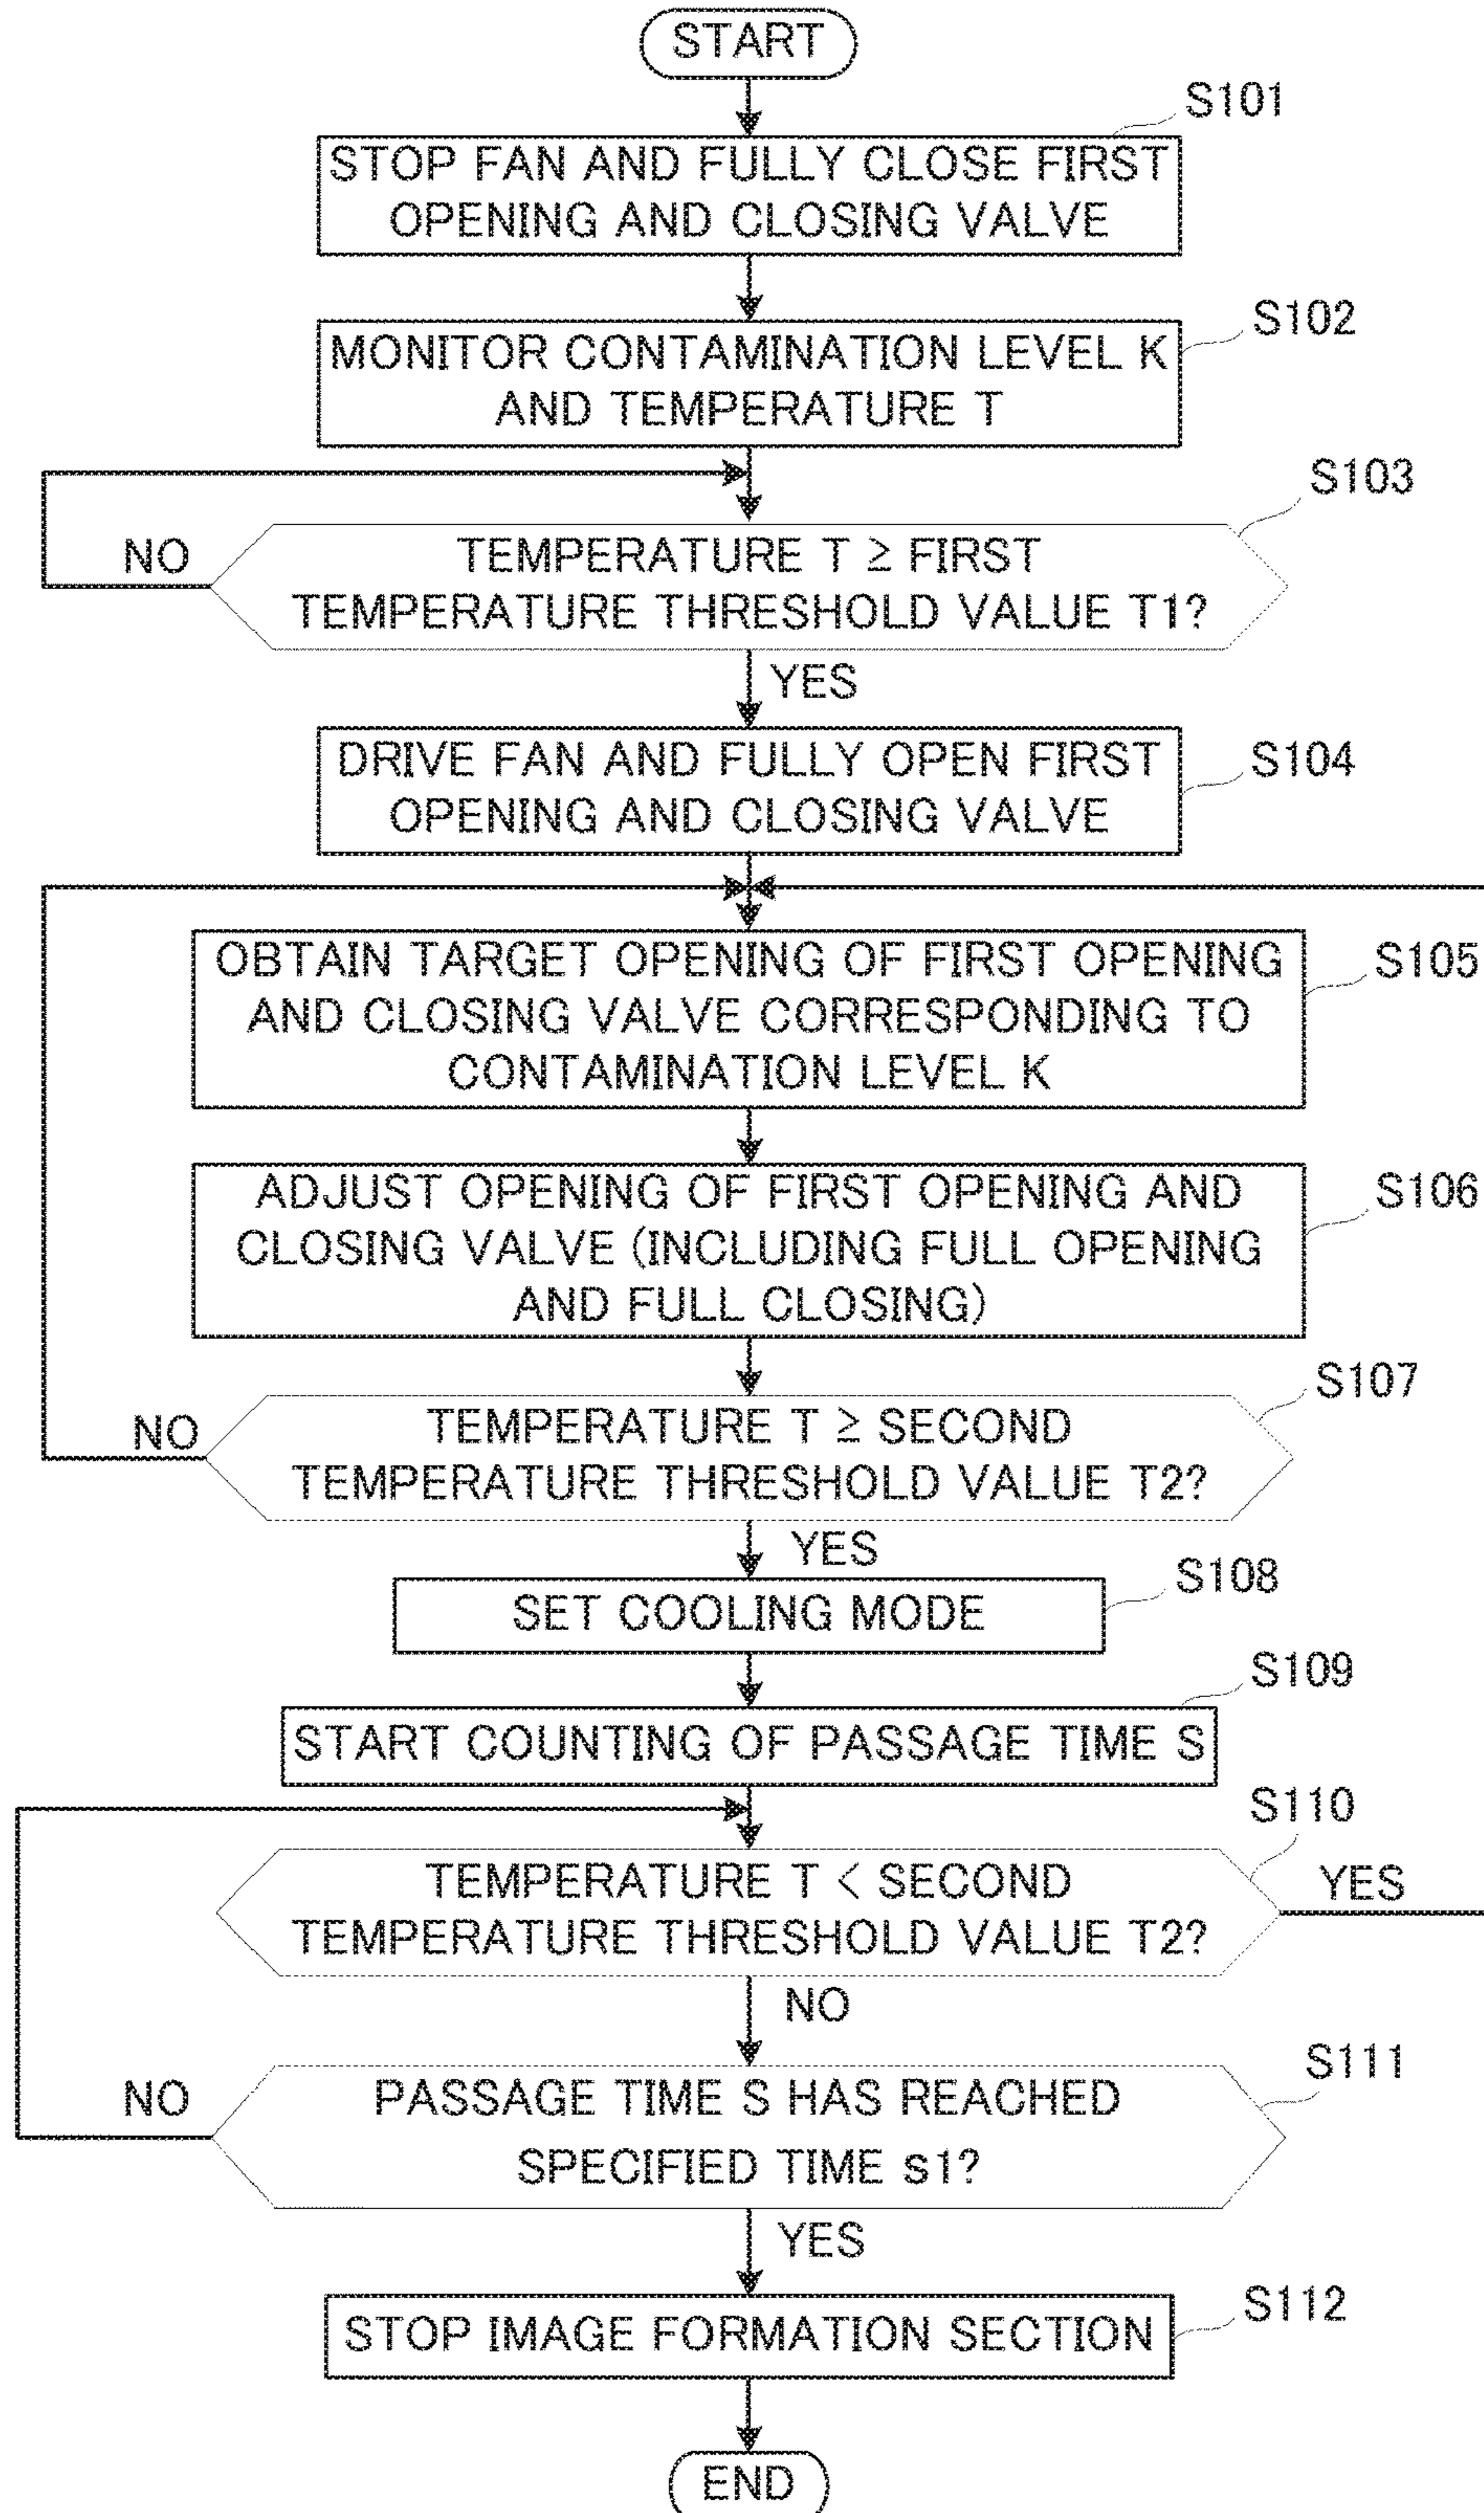 START
S101
STOP FAN AND FULLY CLOSE FIRST
OPENING AND CLOSING VALVE
S102
MONITOR CONTAMINATION LEVEL K
AND TEMPERATURE T
S103
NO
TEMPERATURE T ≥ FIRST
TEMPERATURE THRESHOLD VALUE T1?
YES
S104
DRIVE FAN AND FULLY OPEN FIRST
OPENING AND CLOSING VALVE
S105
OBTAIN TARGET OPENING OF FIRST OPENING
AND CLOSING VALVE CORRESPONDING TO
CONTAMINATION LEVEL K
S106
ADJUST OPENING OF FIRST OPENING AND
CLOSING VALVE (INCLUDING FULL OPENING
AND FULL CLOSING)
S107
NO
TEMPERATURE T ≥ SECOND
TEMPERATURE THRESHOLD VALUE T2?
YES
S108
SET COOLING MODE
S109
START COUNTING OF PASSAGE TIME S
S110
TEMPERATURE T < SECOND
TEMPERATURE THRESHOLD VALUE T2?
YES
NO
S111
NO
PASSAGE TIME S HAS REACHED
SPECIFIED TIME s1?
YES
S112
STOP IMAGE FORMATION SECTION
END